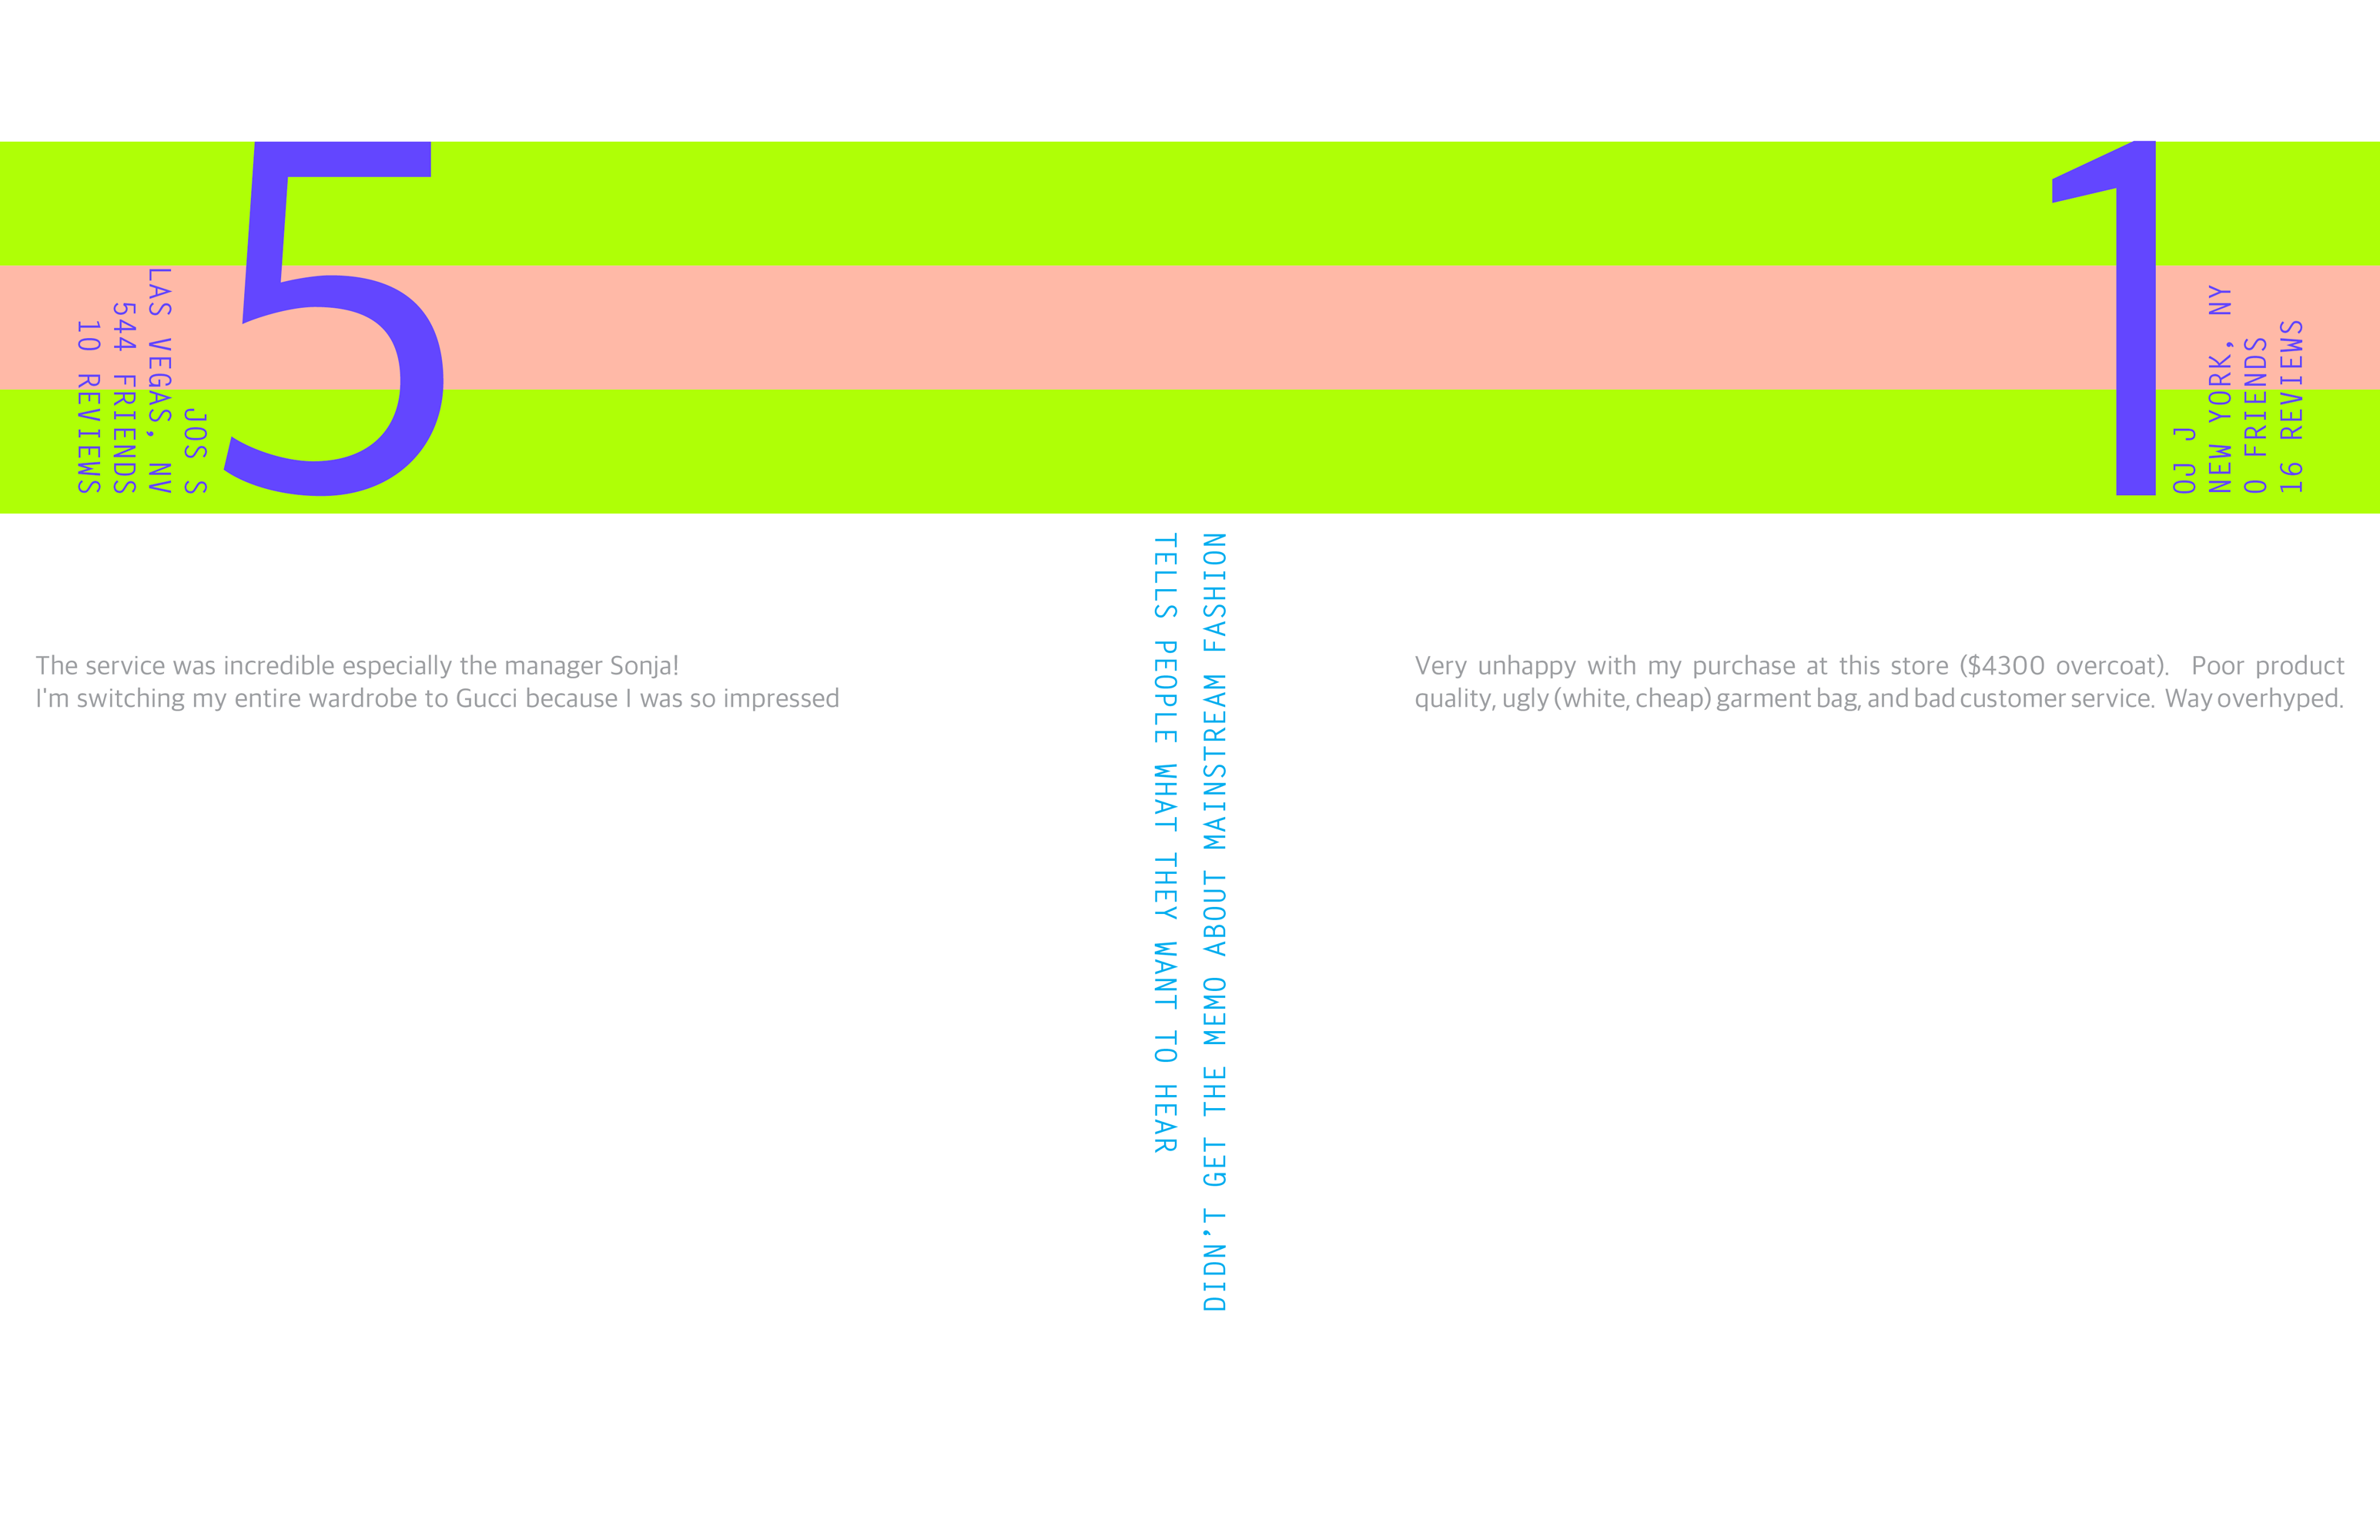 5
JOS S
LAS VEGAS, NV
544 FRIENDS
10 REVIEWS
The service was incredible especially the manager Sonja!
I'm switching my entire wardrobe to Gucci because I was so impressed
TELLS PEOPLE WHAT THEY WANT TO HEAR
1
OJ J
NEW YORK, NY
0 FRIENDS
16 REVIEWS
Very unhappy with my purchase at this store ($4300 overcoat). Poor product
quality, ugly (white, cheap) garment bag, and bad customer service. Way overhyped.
DIDN’T GET THE MEMO ABOUT MAINSTREAM FASHION